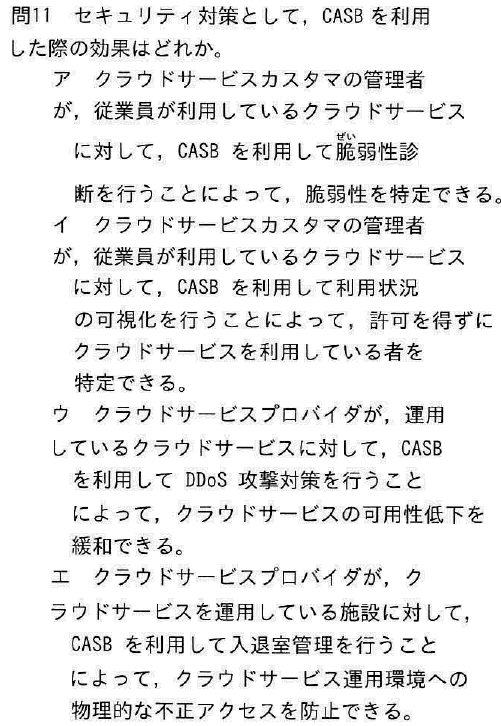 問11 セキュリティ対策として，CASBを利用
した際の効果はどれか。
ア クラウドサービスカスタマの管理者
が，従業員が利用しているクラウドサービス
に対して，CASB を利用して脆弱性診
ぜい
断を行うことによって，脆弱性を特定できる。
イ クラウドサービスカスタマの管理者
が，従業員が利用しているクラウドサービス
に対して，CASB を利用して利用状況
の可視化を行うことによって，許可を得ずに
クラウドサービスを利用している者を
特定できる。
ウ クラウドサービスプロバイダが，運用
しているクラウドサービスに対して，CASB
を利用して DDoS 攻撃対策を行うこと
によって，クラウドサービスの可用性低下を
緩和できる。
エ クラウドサービスプロバイダが，ク
ラウドサービスを運用している施設に対して，
CASB を利用して入退室管理を行うこと
によって，クラウドサービス運用環境への
物理的な不正アクセスを防止できる。